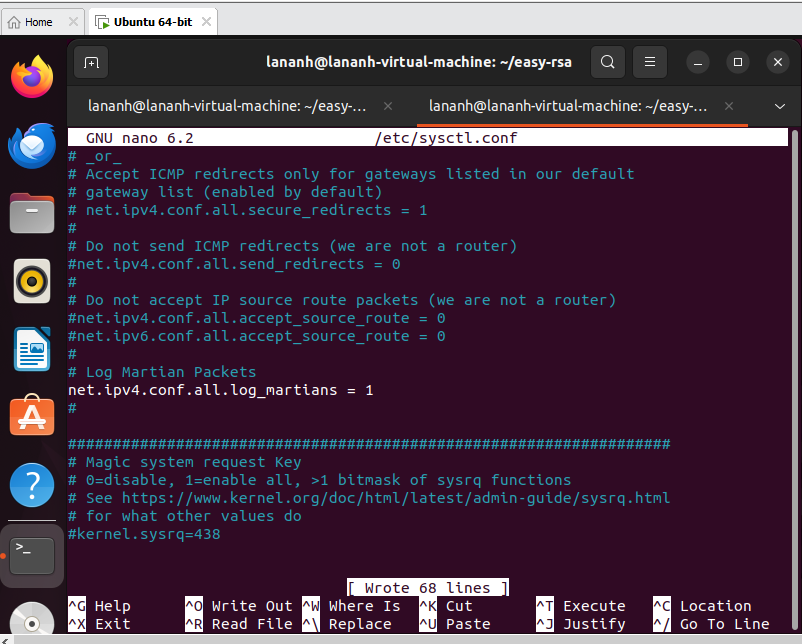 Home
Ubuntu 64-bit
lananh@lananh-virtual-machine: ~/easy-rsa
lananh@lananh-virtual-machine: ~/easy-...
lananh@lananh-virtual-machine: ~/easy-...
GNU nano 6.2 /etc/sysctl.conf
# _or_
# Accept ICMP redirects only for gateways listed in our default
# gateway list (enabled by default)
# net.ipv4.conf.all.secure_redirects = 1
#
# Do not send ICMP redirects (we are not a router)
#net.ipv4.conf.all.send_redirects = 0
#
# Do not accept IP source route packets (we are not a router)
#net.ipv4.conf.all.accept_source_route = 0
#net.ipv6.conf.all.accept_source_route = 0
#
# Log Martian Packets
net.ipv4.conf.all.log_martians = 1
#
###################################################################
# Magic system request Key
# 0=disable, 1=enable all, >1 bitmask of sysrq functions
# See https://www.kernel.org/doc/html/latest/admin-guide/sysrq.html
# for what other values do
#kernel.sysrq=438
[ Wrote 68 lines ]
^G Help ^O Write Out ^W Where Is ^K Cut ^T Execute ^C Location
^X Exit ^R Read File ^\ Replace ^U Paste ^J Justify ^/ Go To Line